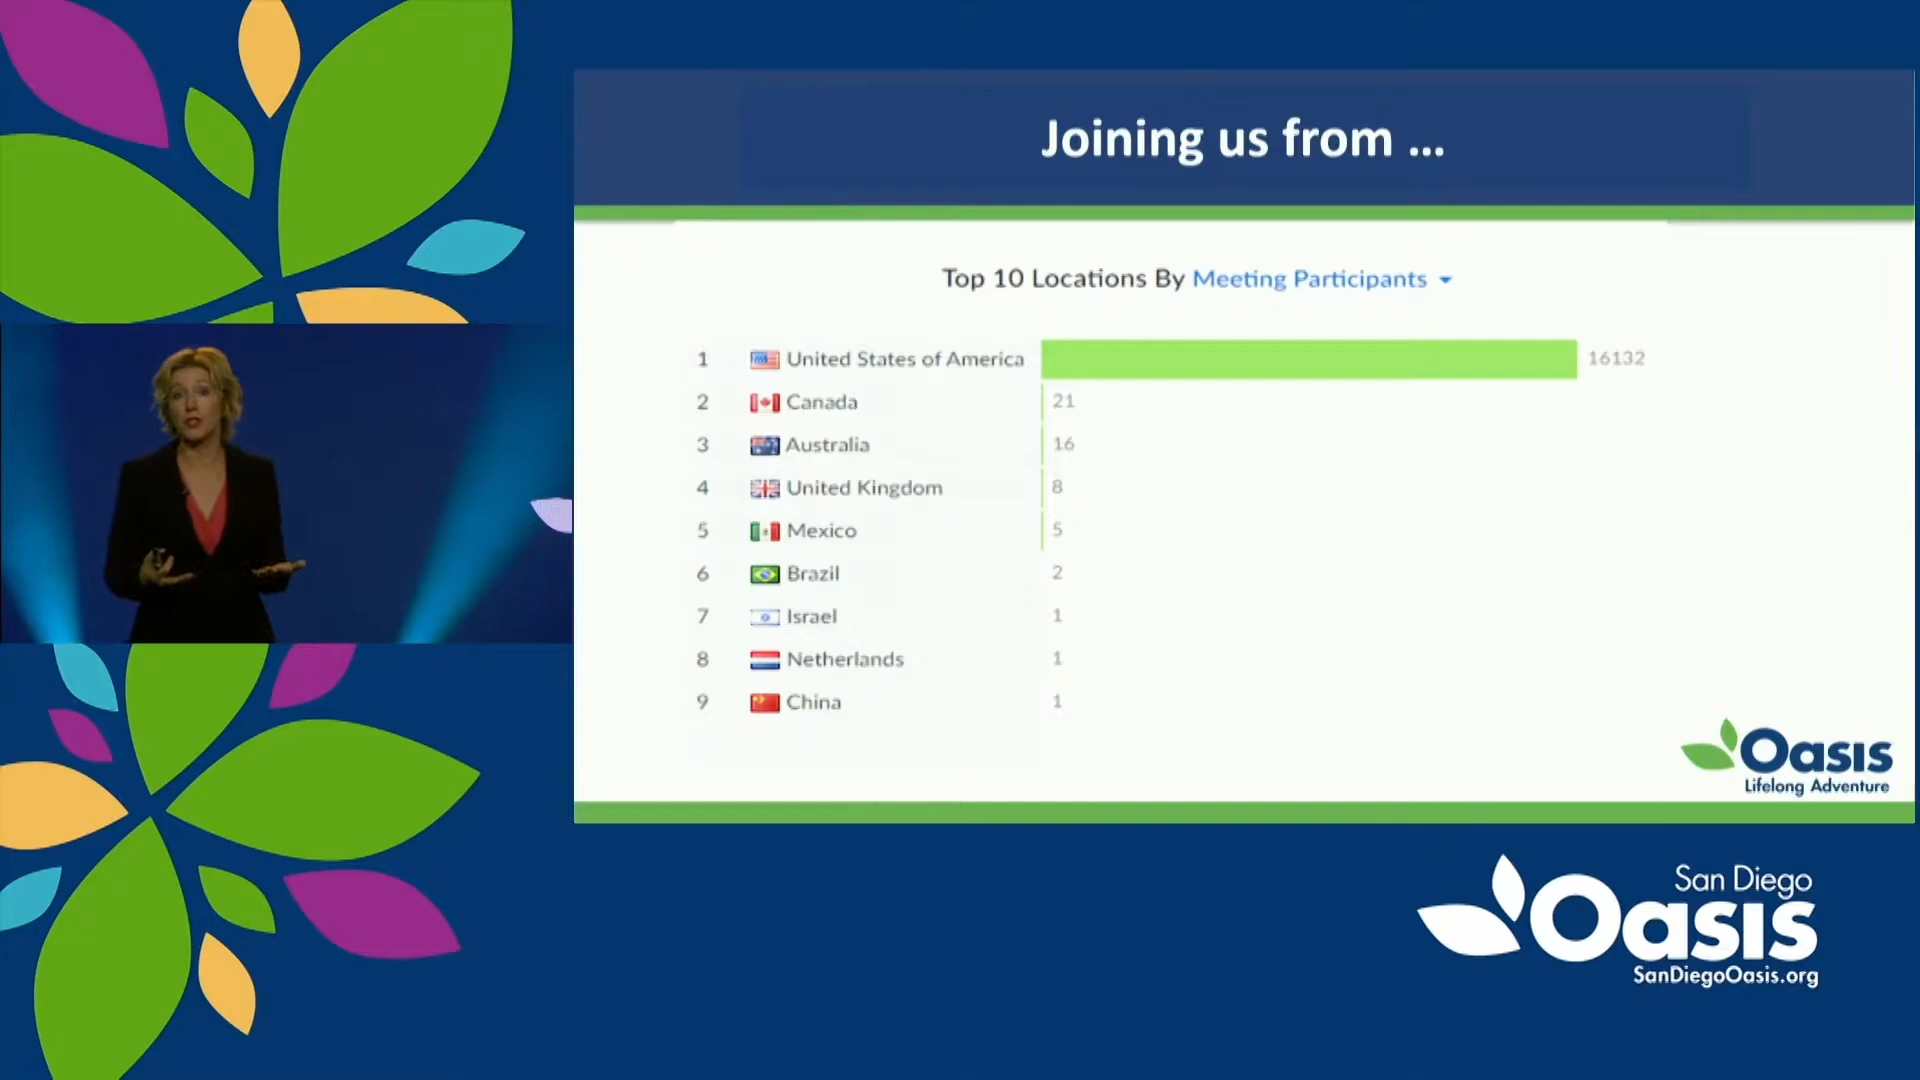 Joining us from ...
Top 10 Locations By Meeting Participants
1 United States of America 16132
2 Canada 21
3 Australia 16
4 United Kingdom 8
5 Mexico 5
6 Brazil 2
7 Israel 1
8 Netherlands 1
9 China 1
Oasis
Lifelong Adventure
San Diego
Oasis
SanDiegoOasis.org